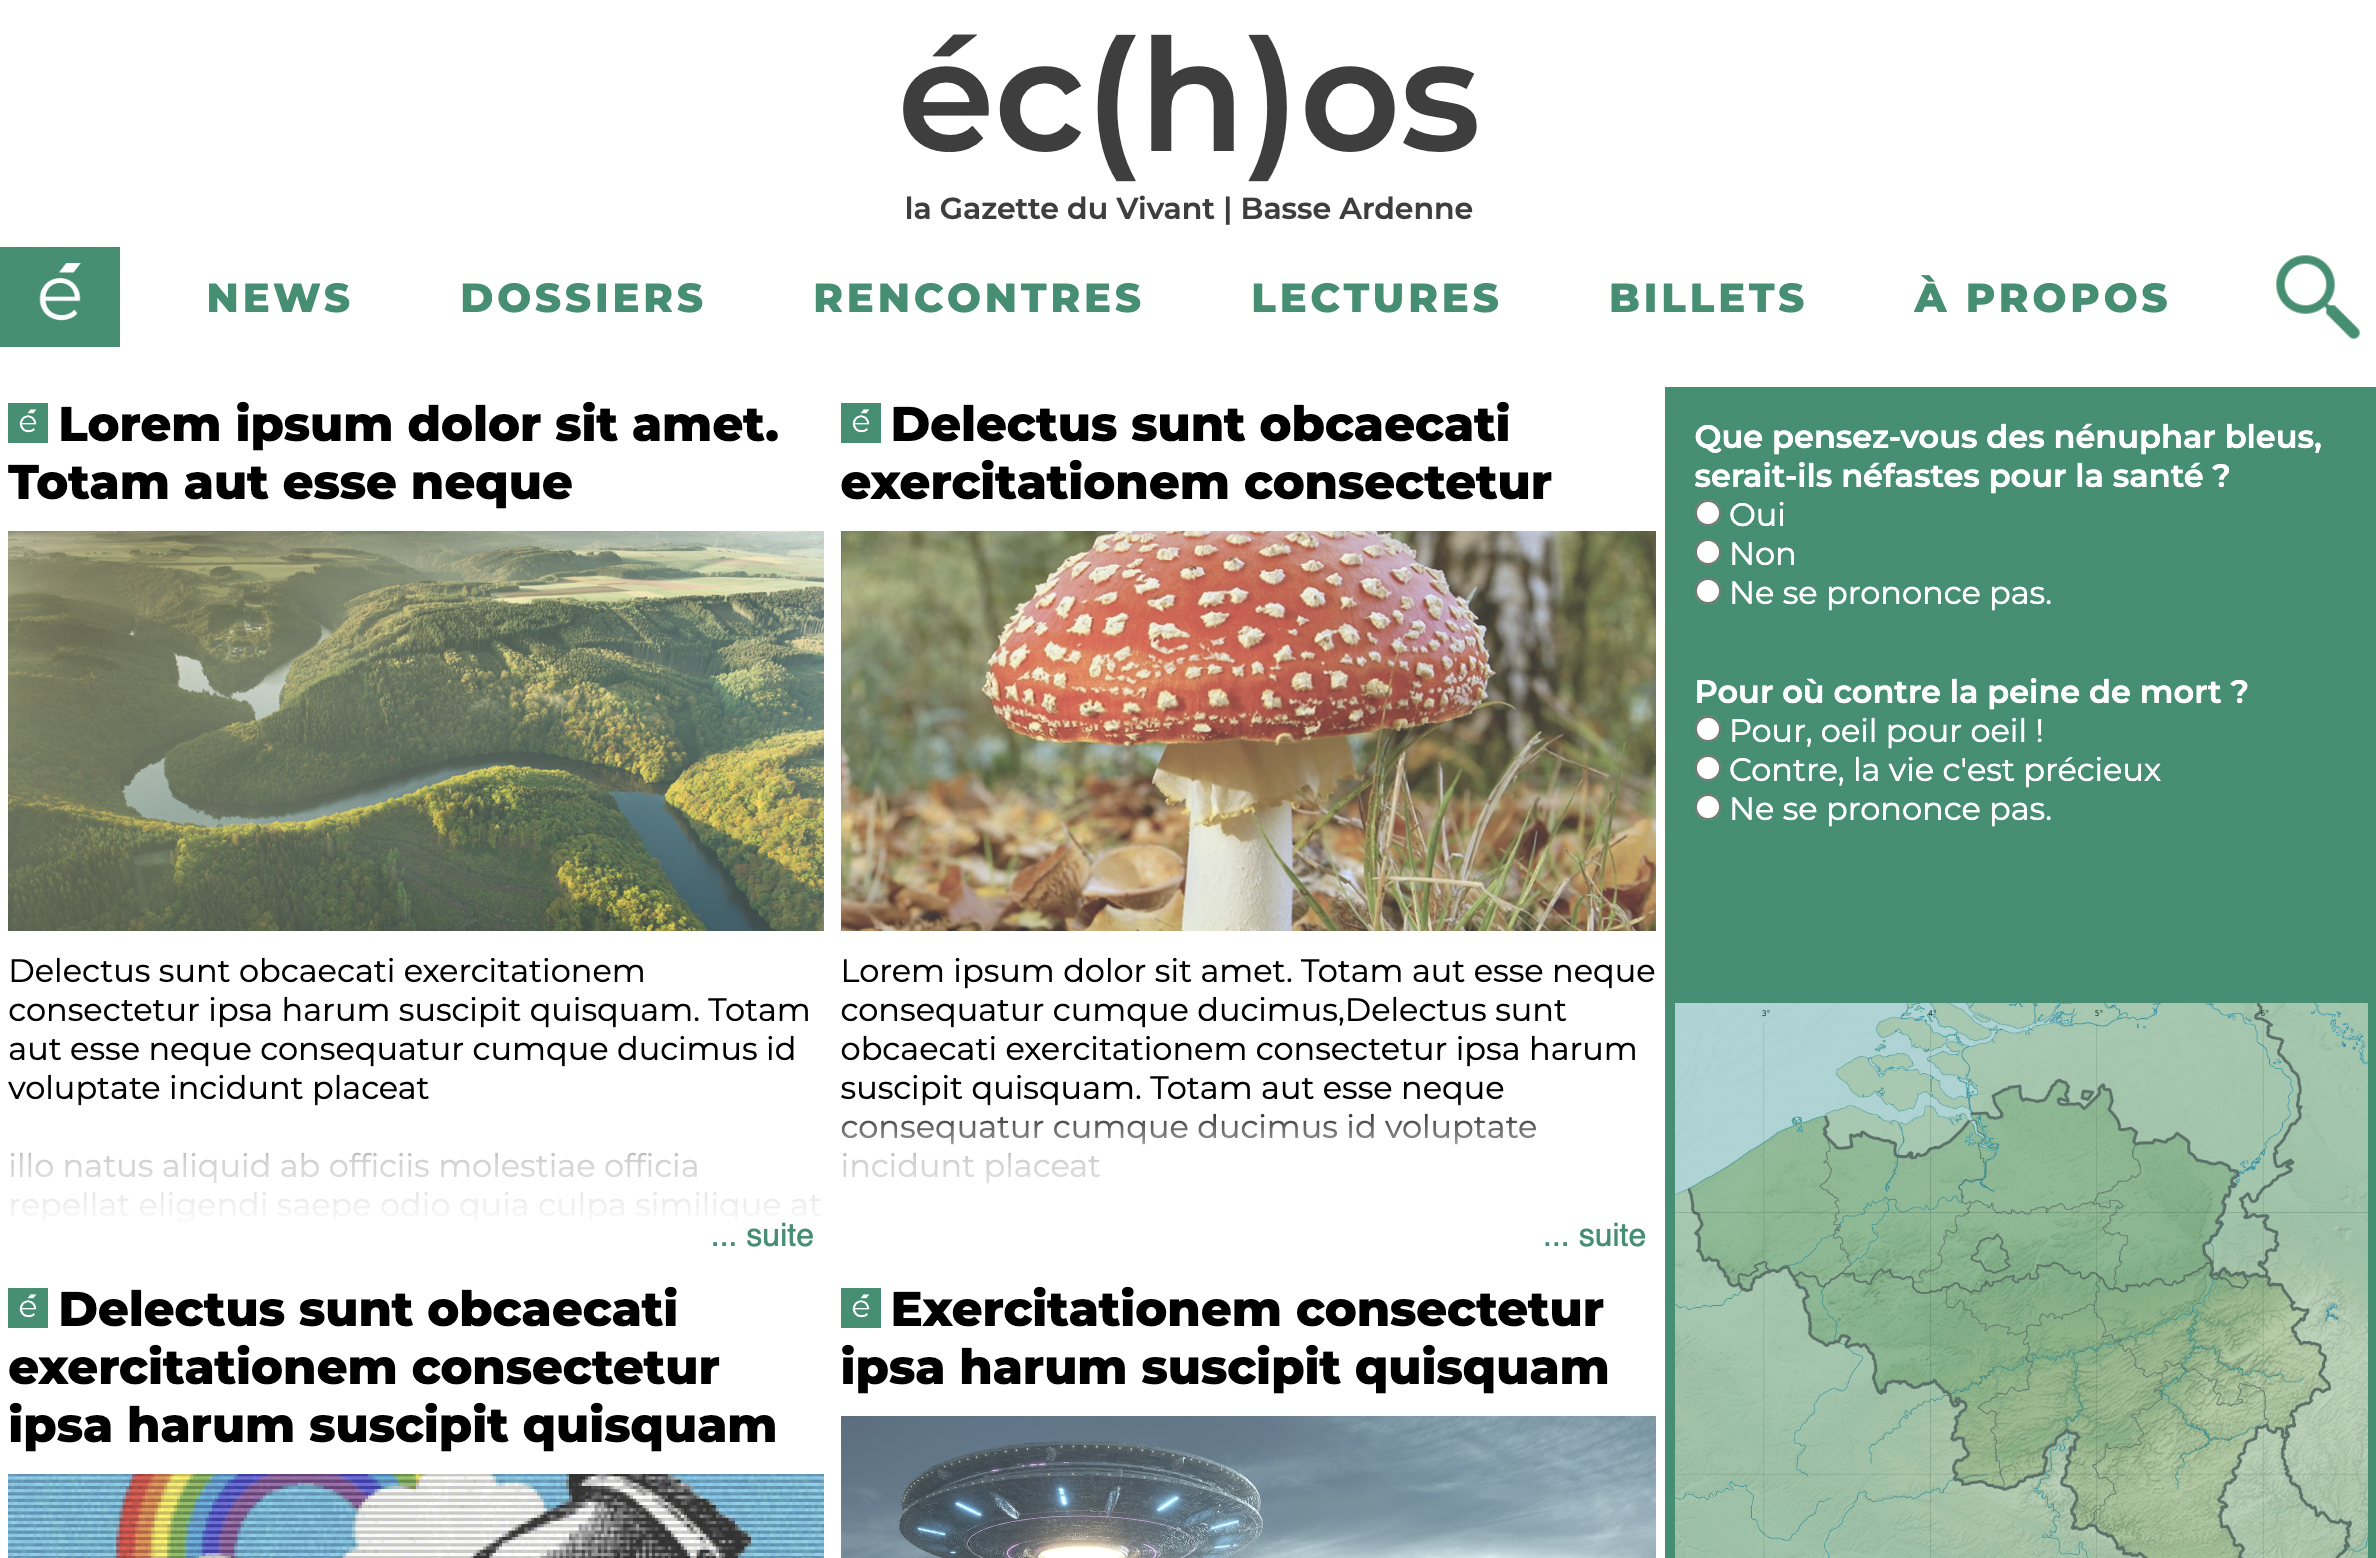 éc(h)os
la Gazette du Vivant | Basse Ardenne
é
NEWS
DOSSIERS
RENCONTRES
LECTURES
BILLETS
À PROPOS
é Lorem ipsum dolor sit amet.
Totam aut esse neque
Delectus sunt obcaecati exercitationem
consectetur ipsa harum suscipit quisquam. Totam
aut esse neque consequatur cumque ducimus id
voluptate incidunt placeat
illo natus aliquid ab officiis molestiae officia
repellat eligendi saepe odio quia culpa similique at
... suite
é Delectus sunt obcaecati
exercitationem consectetur
Lorem ipsum dolor sit amet. Totam aut esse neque
consequatur cumque ducimus,Delectus sunt
obcaecati exercitationem consectetur ipsa harum
suscipit quisquam. Totam aut esse neque
consequatur cumque ducimus id voluptate
incidunt placeat
... suite
é Delectus sunt obcaecati
exercitationem consectetur
ipsa harum suscipit quisquam
é Exercitationem consectetur
ipsa harum suscipit quisquam
Que pensez-vous des nénuphar bleus,
serait-ils néfastes pour la santé ?
Oui
Non
Ne se prononce pas.
Pour où contre la peine de mort ?
Pour, oeil pour oeil !
Contre, la vie c'est précieux
Ne se prononce pas.
3°
4°
5°
6°